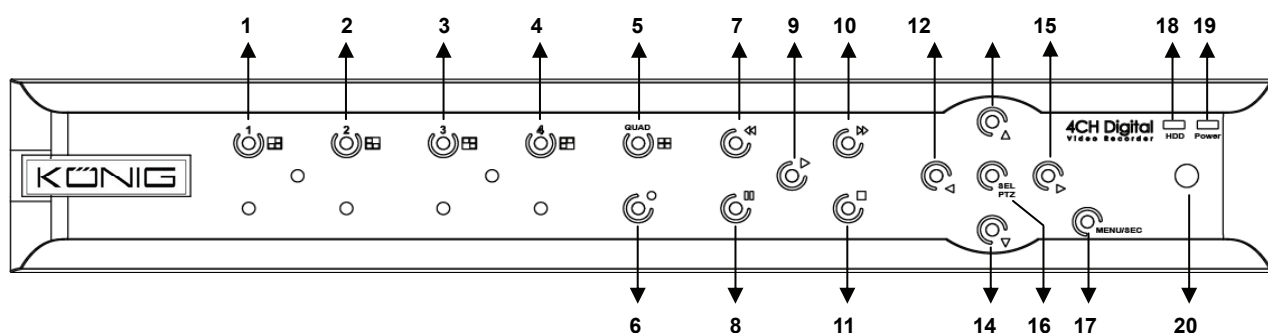 1 2 3 4 5 7 9 10 12 15 18 19
1 2 3 4 QUAD
4CH Digital
Video Recorder
HDD Power
KÖNIG
SEL
PTZ
MENU/SEC
6 8 11 14 16 17 20